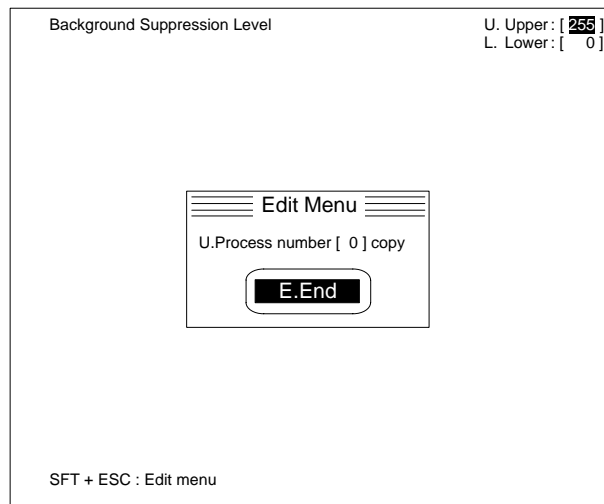 Background Suppression Level
U. Upper : [ 255 ]
L. Lower : [ 0 ]
Edit Menu
U.Process number [ 0 ] copy
E.End
SFT + ESC : Edit menu